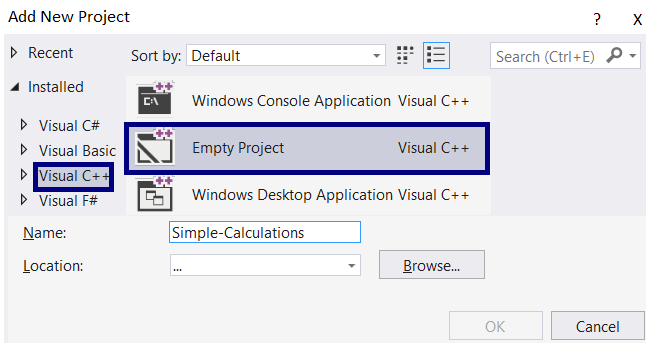 Add New Project
? X
Recent
Sort by: Default
Search (Ctrl+E)
Installed
Windows Console Application Visual C++
Visual C#
Visual Basic
Empty Project Visual C++
Visual C++
Visual F#
Windows Desktop Application Visual C++
Name: Simple-Calculations
Location: ...
Browse...
OK Cancel